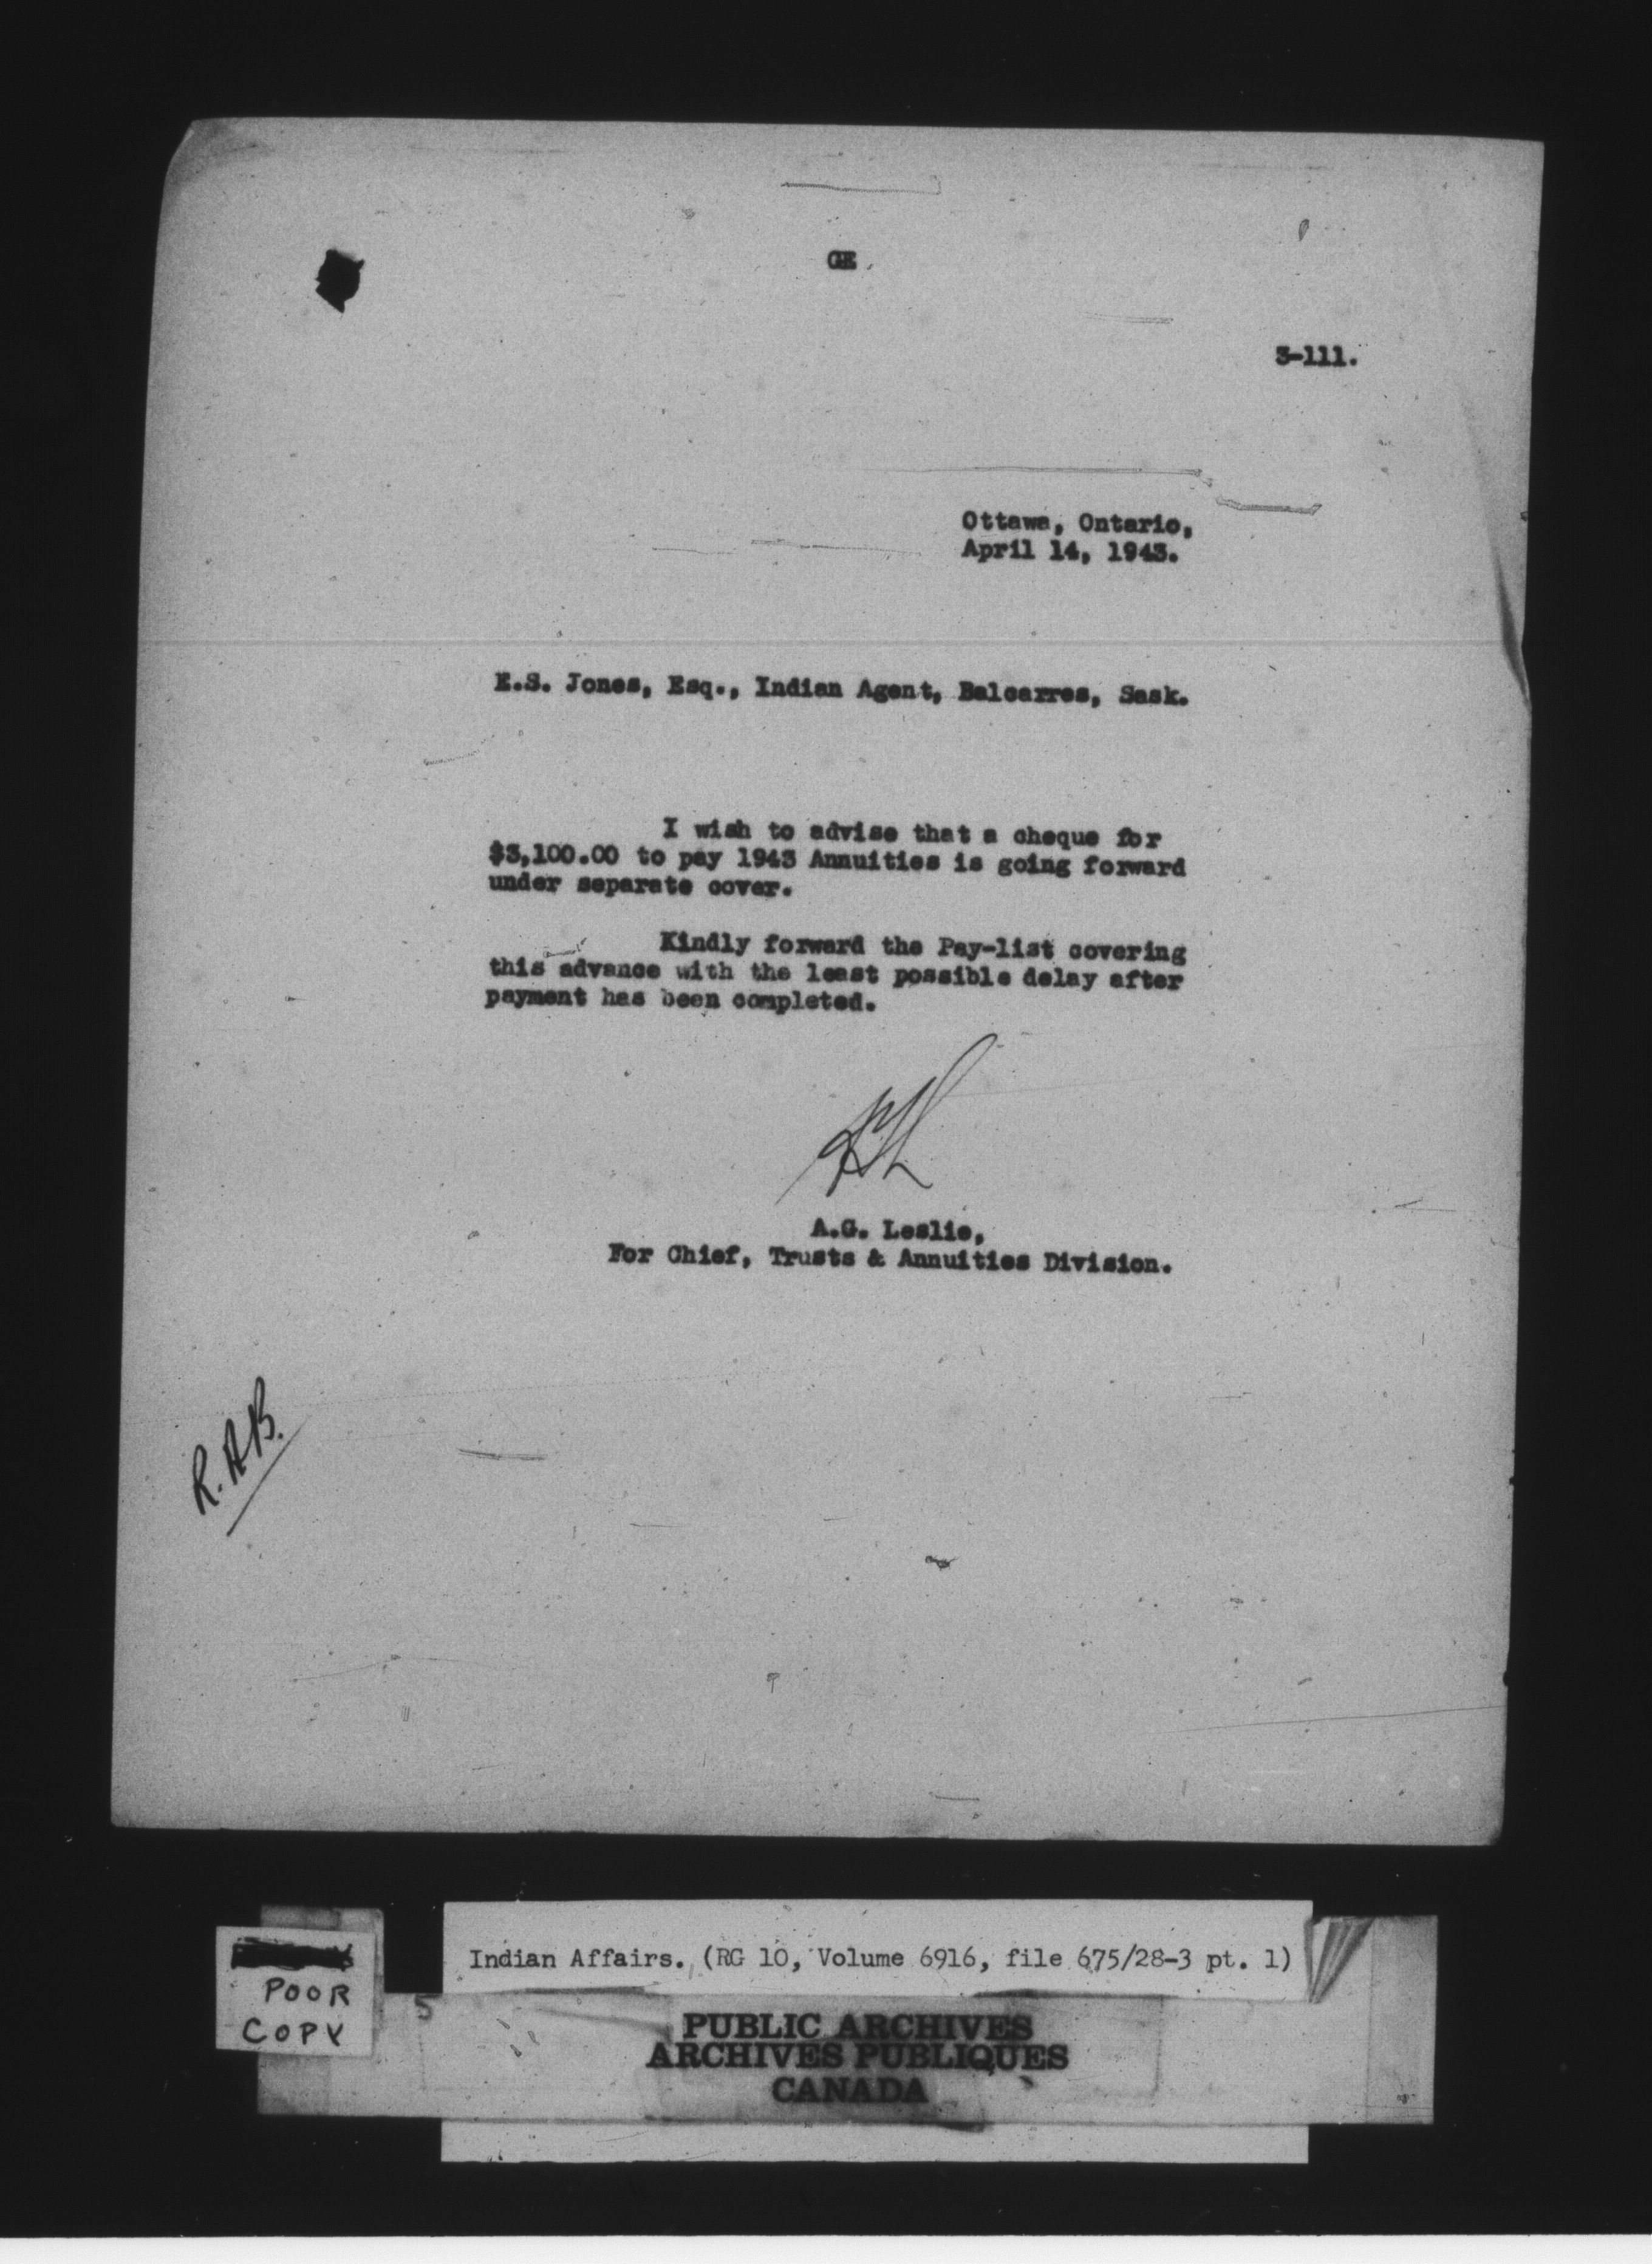 GE
3-111.
Ottawa, Ontario,
April 14, 1943.
E.S. Jones, Esq., Indian Agent, Balcarres, Sask.
I wish to advise that a cheque for
$3,100.00 to pay 1943 Annuities is going forward
under separate cover.
Kindly forward the Pay-list covering
this advance with the least possible delay after
payment has been completed.
A.G. Leslie,
For Chief, Trusts & Annuities Division.
R.A.B.
Indian Affairs. (RG 10, Volume 6916, file 675/28-3 pt. 1)
POOR
COPY
5
PUBLIC ARCHIVES
ARCHIVES PUBLIQUES
CANADA